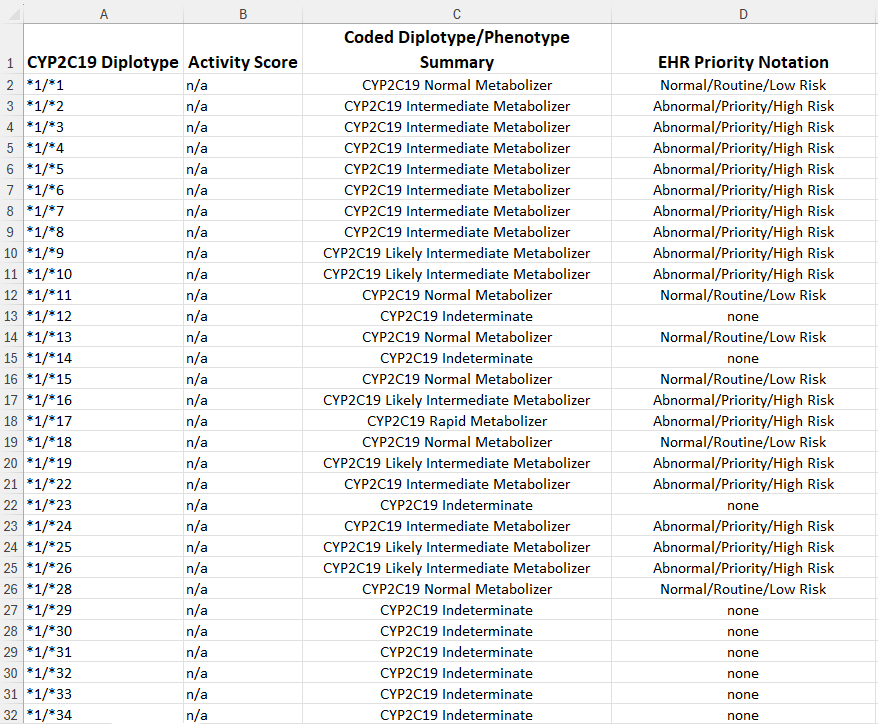 A B C D
1 CYP2C19 Diplotype Activity Score Coded Diplotype/Phenotype Summary EHR Priority Notation
2 *1/*1 n/a CYP2C19 Normal Metabolizer Normal/Routine/Low Risk
3 *1/*2 n/a CYP2C19 Intermediate Metabolizer Abnormal/Priority/High Risk
4 *1/*3 n/a CYP2C19 Intermediate Metabolizer Abnormal/Priority/High Risk
5 *1/*4 n/a CYP2C19 Intermediate Metabolizer Abnormal/Priority/High Risk
6 *1/*5 n/a CYP2C19 Intermediate Metabolizer Abnormal/Priority/High Risk
7 *1/*6 n/a CYP2C19 Intermediate Metabolizer Abnormal/Priority/High Risk
8 *1/*7 n/a CYP2C19 Intermediate Metabolizer Abnormal/Priority/High Risk
9 *1/*8 n/a CYP2C19 Intermediate Metabolizer Abnormal/Priority/High Risk
10 *1/*9 n/a CYP2C19 Likely Intermediate Metabolizer Abnormal/Priority/High Risk
11 *1/*10 n/a CYP2C19 Likely Intermediate Metabolizer Abnormal/Priority/High Risk
12 *1/*11 n/a CYP2C19 Normal Metabolizer Normal/Routine/Low Risk
13 *1/*12 n/a CYP2C19 Indeterminate none
14 *1/*13 n/a CYP2C19 Normal Metabolizer Normal/Routine/Low Risk
15 *1/*14 n/a CYP2C19 Indeterminate none
16 *1/*15 n/a CYP2C19 Normal Metabolizer Normal/Routine/Low Risk
17 *1/*16 n/a CYP2C19 Likely Intermediate Metabolizer Abnormal/Priority/High Risk
18 *1/*17 n/a CYP2C19 Rapid Metabolizer Abnormal/Priority/High Risk
19 *1/*18 n/a CYP2C19 Normal Metabolizer Normal/Routine/Low Risk
20 *1/*19 n/a CYP2C19 Likely Intermediate Metabolizer Abnormal/Priority/High Risk
21 *1/*22 n/a CYP2C19 Intermediate Metabolizer Abnormal/Priority/High Risk
22 *1/*23 n/a CYP2C19 Indeterminate none
23 *1/*24 n/a CYP2C19 Intermediate Metabolizer Abnormal/Priority/High Risk
24 *1/*25 n/a CYP2C19 Likely Intermediate Metabolizer Abnormal/Priority/High Risk
25 *1/*26 n/a CYP2C19 Likely Intermediate Metabolizer Abnormal/Priority/High Risk
26 *1/*28 n/a CYP2C19 Normal Metabolizer Normal/Routine/Low Risk
27 *1/*29 n/a CYP2C19 Indeterminate none
28 *1/*30 n/a CYP2C19 Indeterminate none
29 *1/*31 n/a CYP2C19 Indeterminate none
30 *1/*32 n/a CYP2C19 Indeterminate none
31 *1/*33 n/a CYP2C19 Indeterminate none
32 *1/*34 n/a CYP2C19 Indeterminate none